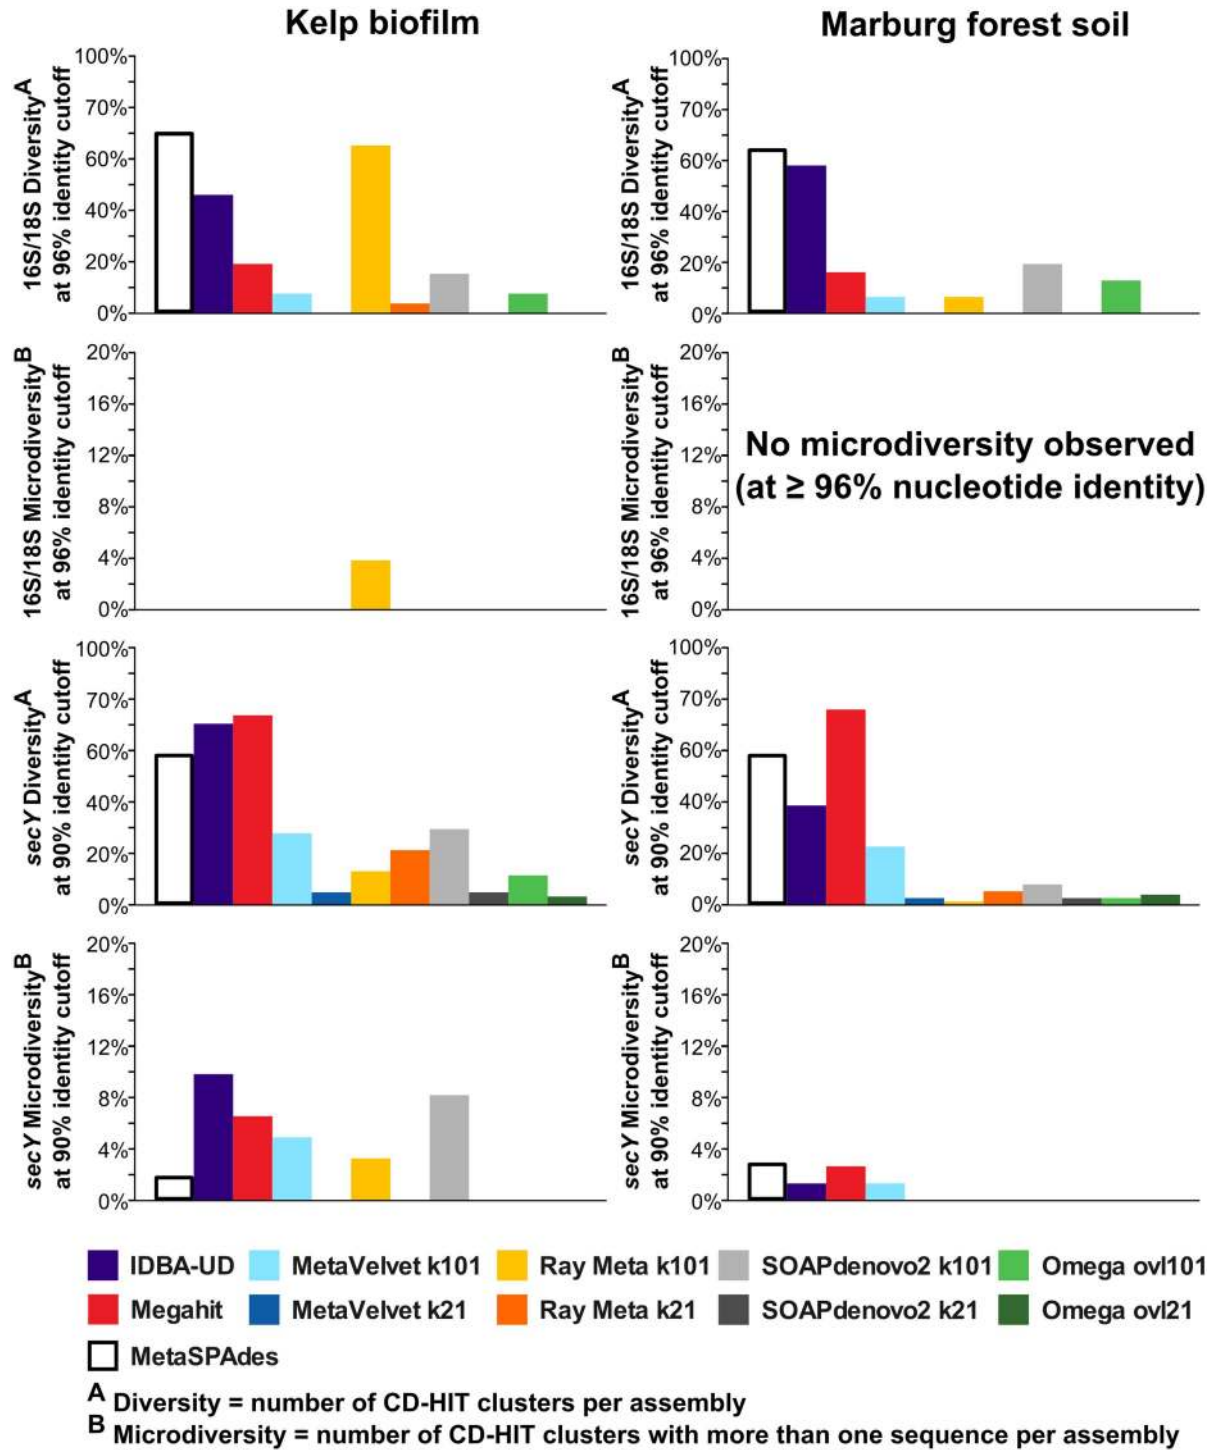 Kelp biofilm
Marburg forest soil
16S/18S Diversity^A
at 96% identity cutoff
100%
70%
60%
40%
20%
0%
16S/18S Diversity^A
at 96% identity cutoff
100%
70%
60%
40%
20%
0%
16S/18S Microdiversity^B
at 96% identity cutoff
20%
16%
12%
8%
4%
0%
16S/18S Microdiversity^B
at 96% identity cutoff
20%
16%
12%
8%
4%
0%
No microdiversity observed
(at ≥ 96% nucleotide identity)
secY Diversity^A
at 90% identity cutoff
100%
70%
60%
40%
20%
0%
secY Diversity^A
at 90% identity cutoff
100%
70%
60%
40%
20%
0%
secY Microdiversity^B
at 90% identity cutoff
20%
16%
12%
8%
4%
0%
secY Microdiversity^B
at 90% identity cutoff
20%
16%
12%
8%
4%
0%
IDBA-UD MetaVelvet k101 Ray Meta k101 SOAPdenovo2 k101 Omega ovl101
Megahit MetaVelvet k21 Ray Meta k21 SOAPdenovo2 k21 Omega ovl21
MetaSPAdes
A Diversity = number of CD-HIT clusters per assembly
B Microdiversity = number of CD-HIT clusters with more than one sequence per assembly